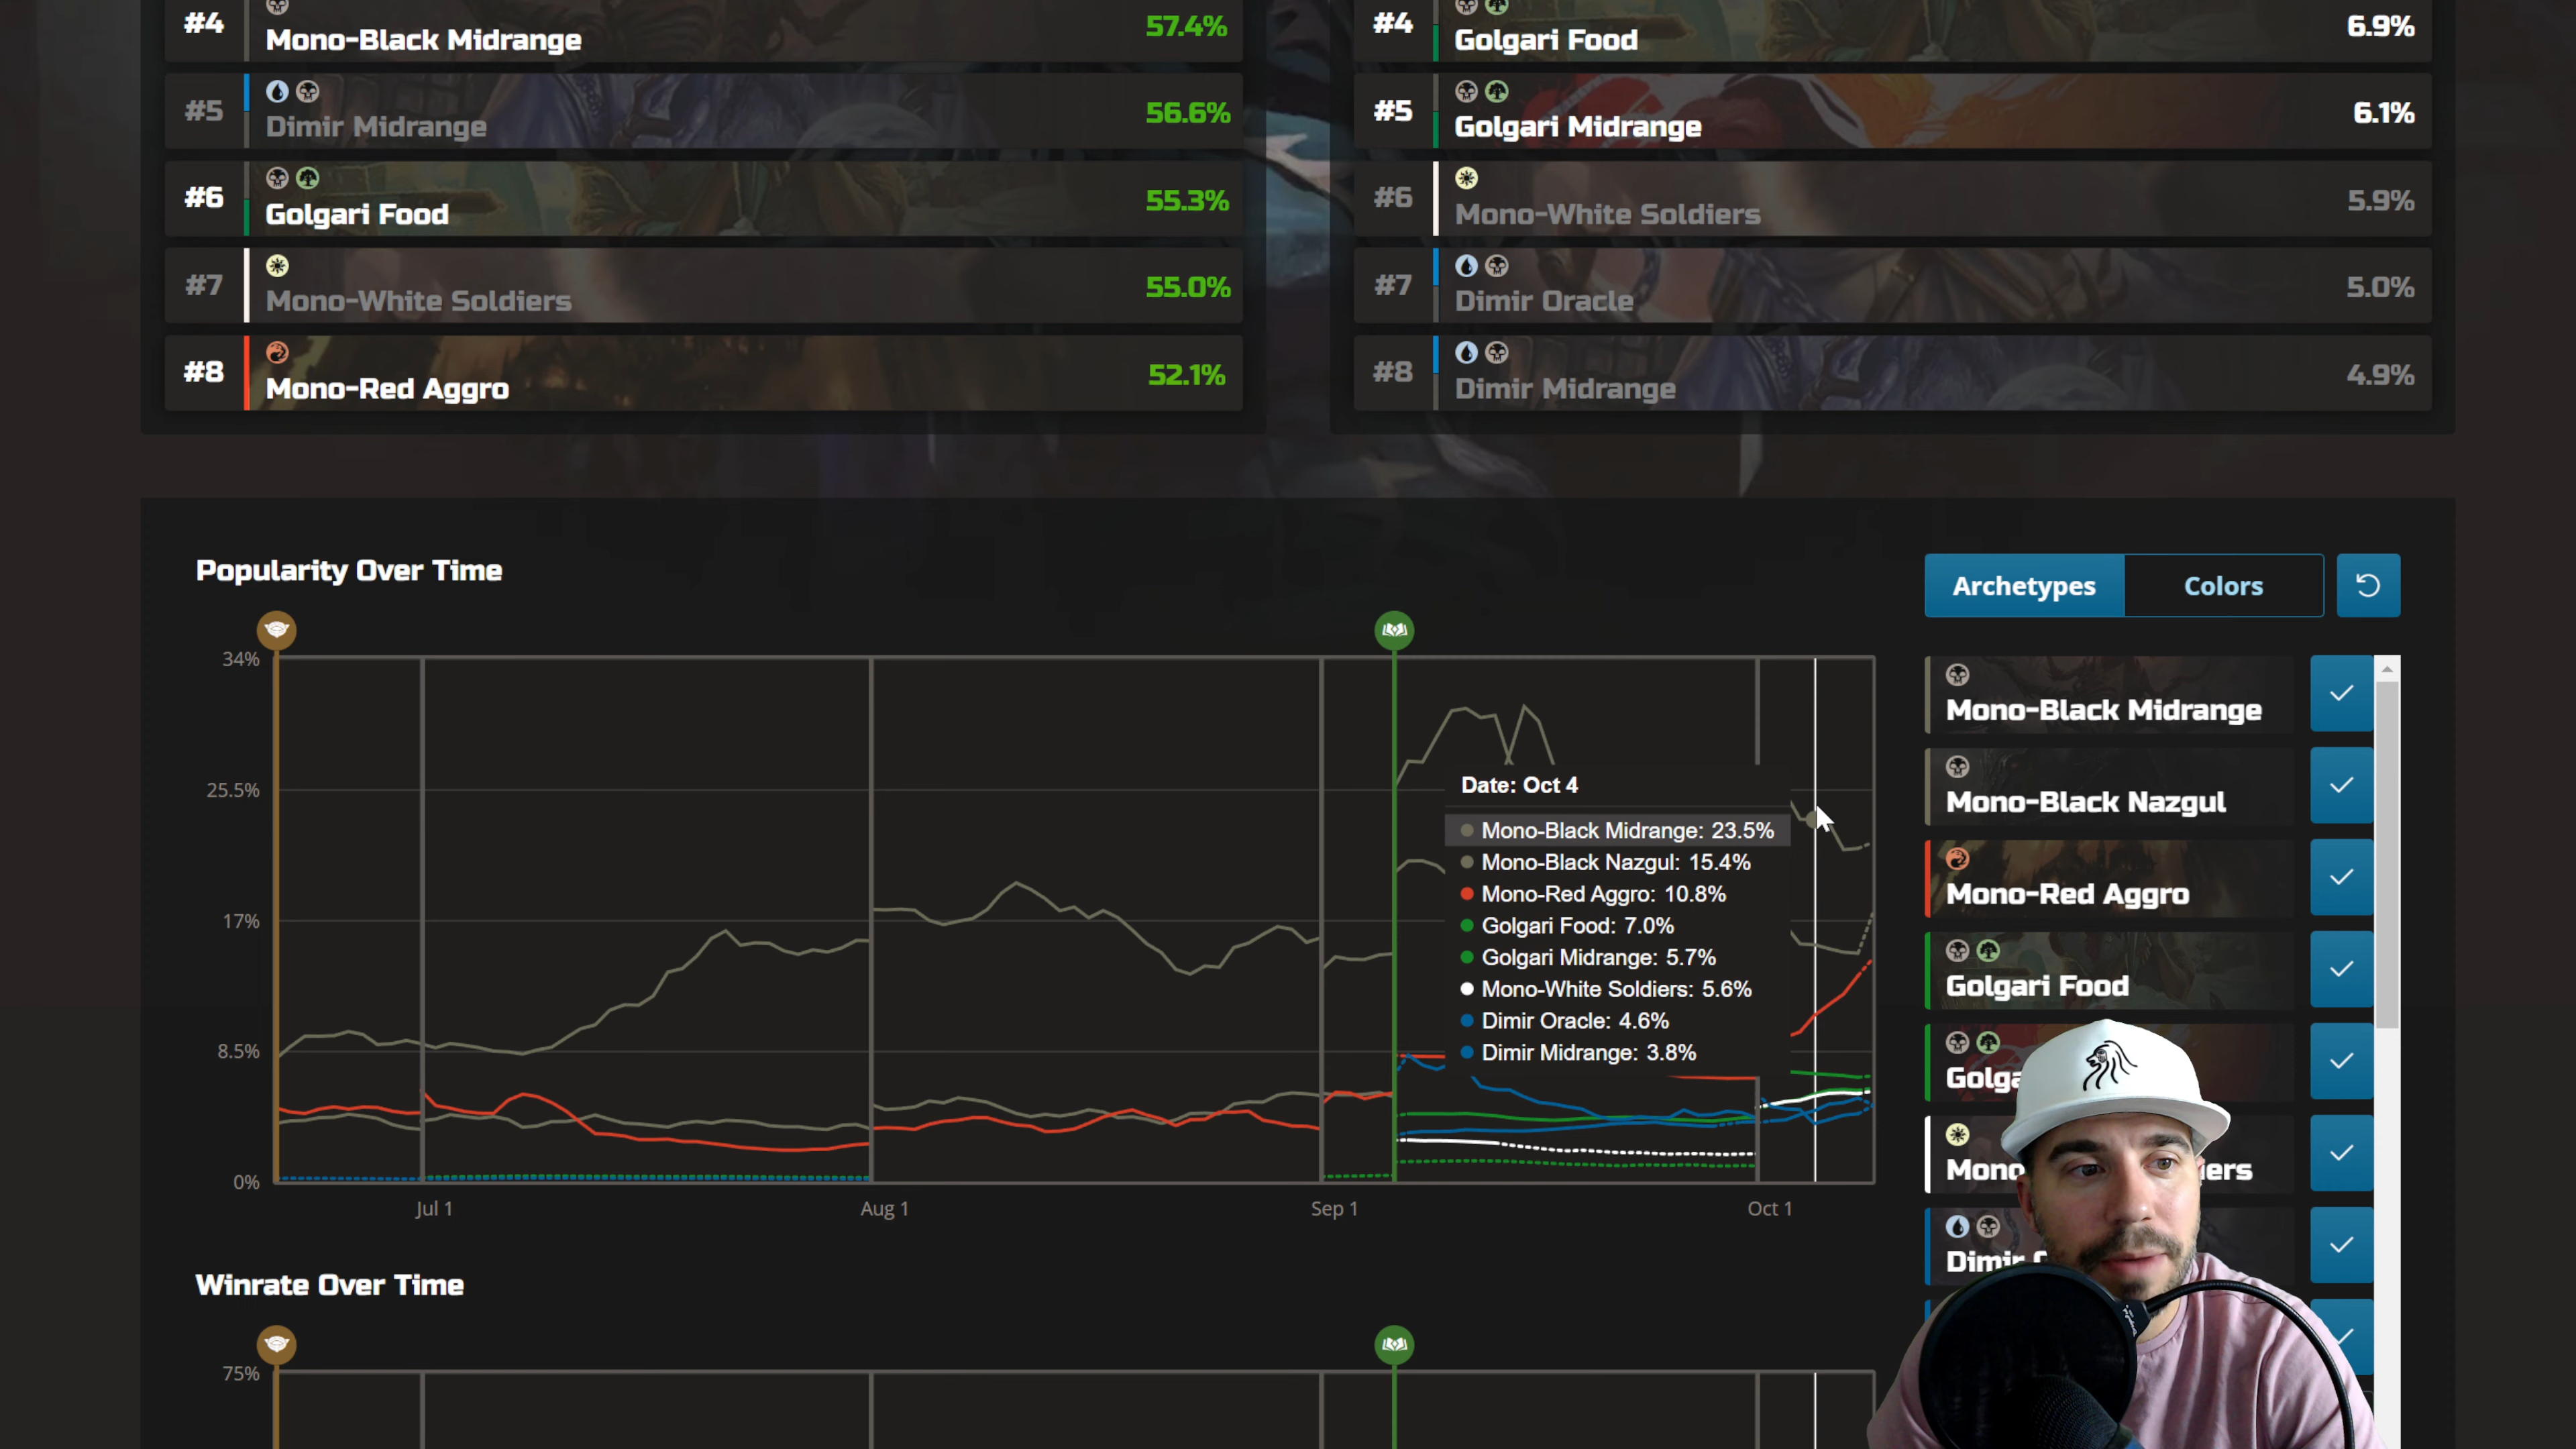 #4
Mono-Black Midrange
57.4%
#5
Dimir Midrange
56.6%
#6
Golgari Food
55.3%
#7
Mono-White Soldiers
55.0%
#8
Mono-Red Aggro
52.1%
#4
Golgari Food
6.9%
#5
Golgari Midrange
6.1%
#6
Mono-White Soldiers
5.9%
#7
Dimir Oracle
5.0%
#8
Dimir Midrange
4.9%
Popularity Over Time
34%
25.5%
17%
8.5%
0%
Jul 1
Aug 1
Sep 1
Oct 1
Date: Oct 4
Mono-Black Midrange: 23.5%
Mono-Black Nazgul: 15.4%
Mono-Red Aggro: 10.8%
Golgari Food: 7.0%
Golgari Midrange: 5.7%
Mono-White Soldiers: 5.6%
Dimir Oracle: 4.6%
Dimir Midrange: 3.8%
Archetypes
Colors
Mono-Black Midrange
Mono-Black Nazgul
Mono-Red Aggro
Golgari Food
Golga
Mono
iers
Dimir
Winrate Over Time
75%